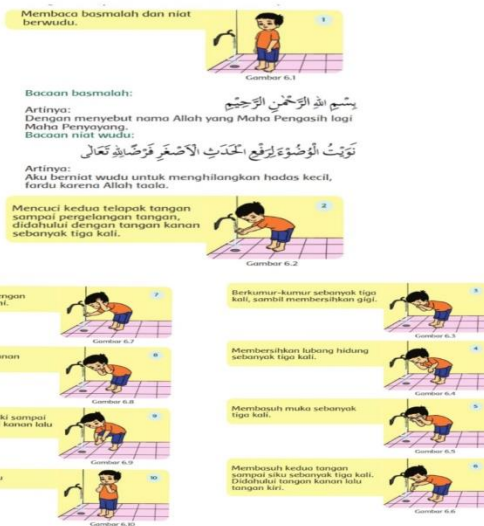 Membaca basmalah dan niat
berwudu.
1
Gambar 6.1
Bacaan basmalah:
بِسْمِ اللهِ الرَّحْمٰنِ الرَّحِيْمِ
Artinya:
Dengan menyebut nama Allah yang Maha Pengasih lagi
Maha Penyayang.
Bacaan niat wudu:
نَوَيْتُ الْوُضُوْءَ لِرَفْعِ الْحَدَثِ الْاَصْغَرِ فَرْضًا لِلّٰهِ تَعَالٰى
Artinya:
Aku berniat wudu untuk menghilangkan hadas kecil,
fardu karena Allah taala.
Mencuci kedua telapak tangan
sampai pergelangan tangan,
didahului dengan tangan kanan
sebanyak tiga kali.
2
Gambar 6.2
Berkumur-kumur sebanyak tiga
kali, sambil membersihkan gigi.
3
Gambar 6.3
Membersihkan lubang hidung
sebanyak tiga kali.
4
Gambar 6.4
Membasuh muka sebanyak
tiga kali.
5
Gambar 6.5
Membasuh kedua tangan
sampai siku sebanyak tiga kali.
Didahului tangan kanan lalu
tangan kiri.
6
Gambar 6.6
7
Gambar 6.7
anan
8
Gambar 6.8
ki sampai
kanan lalu
9
Gambar 6.9
10
Gambar 6.10